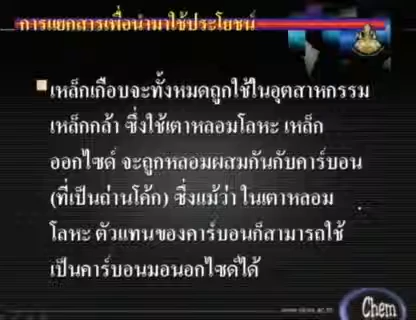 การแยกสารเพื่อนำมาใช้ประโยชน์
เหล็กเกือบจะทั้งหมดถูกใช้ในอุตสาหกรรม
เหล็กกล้า ซึ่งใช้เตาหลอมโลหะ เหล็ก
ออกไซด์ จะถูกหลอมผสมกันกับคาร์บอน
(ที่เป็นถ่านโค้ก) ซึ่งแม้ว่า ในเตาหลอม
โลหะ ตัวแทนของคาร์บอนก็สามารถใช้
เป็นคาร์บอนมอนอกไซด์ได้
Chem